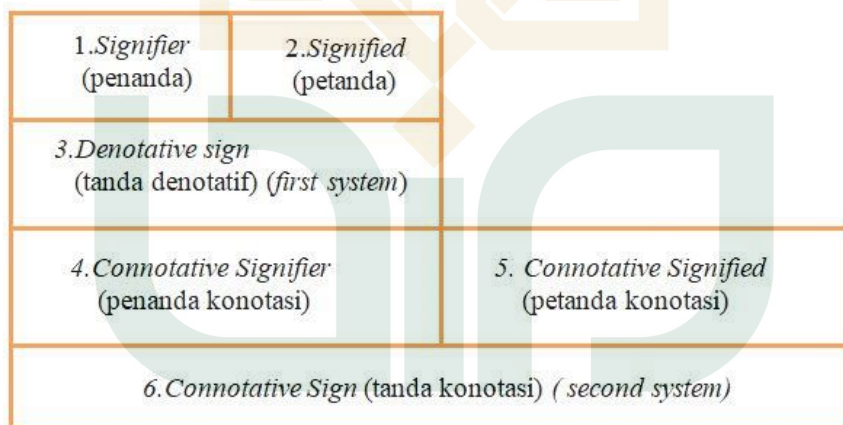 1.Signifier
(penanda)
2.Signified
(petanda)
3.Denotative sign
(tanda denotatif) (first system)
4.Connotative Signifier
(penanda konotasi)
5. Connotative Signified
(petanda konotasi)
6.Connotative Sign (tanda konotasi) ( second system)